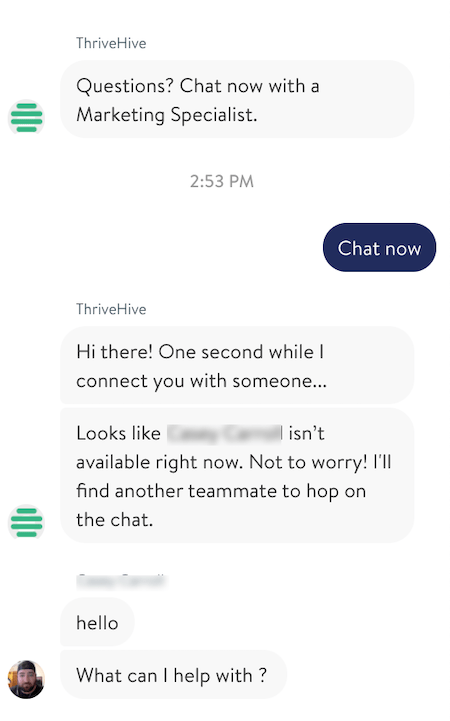 ThriveHive
Questions? Chat now with a
Marketing Specialist.
2:53 PM
Chat now
ThriveHive
Hi there! One second while I
connect you with someone...
Looks like isn't
available right now. Not to worry! I'll
find another teammate to hop on
the chat.
hello
What can I help with ?